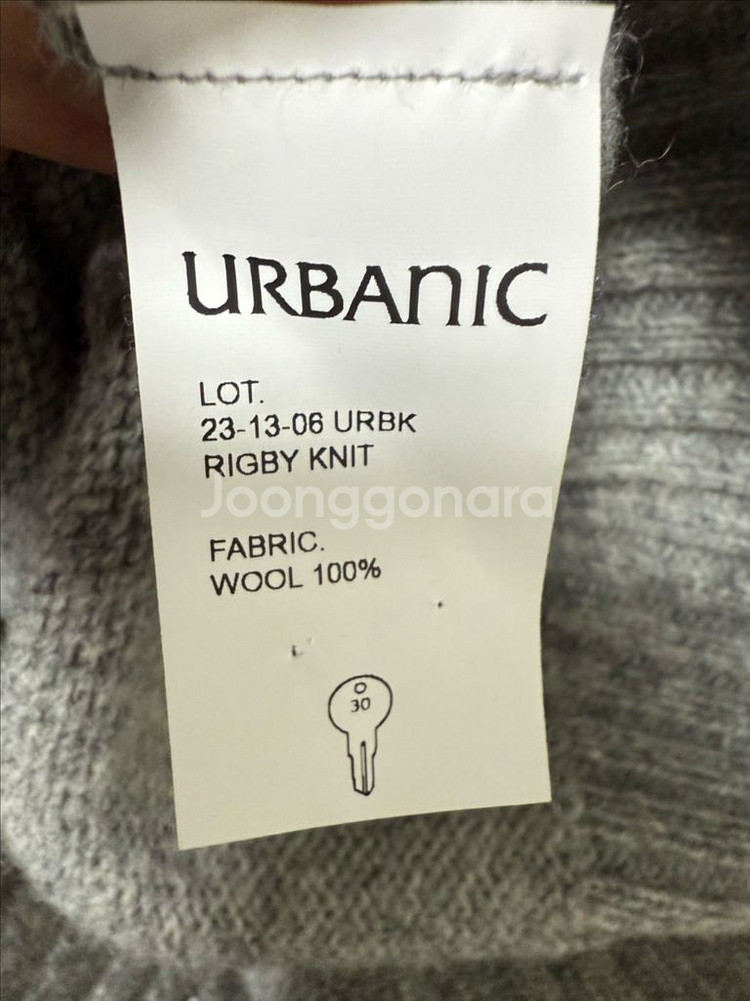 URBANIC
LOT.
23-13-06 URBK
RIGBY KNIT
Joonggonara
FABRIC.
WOOL 100%
30